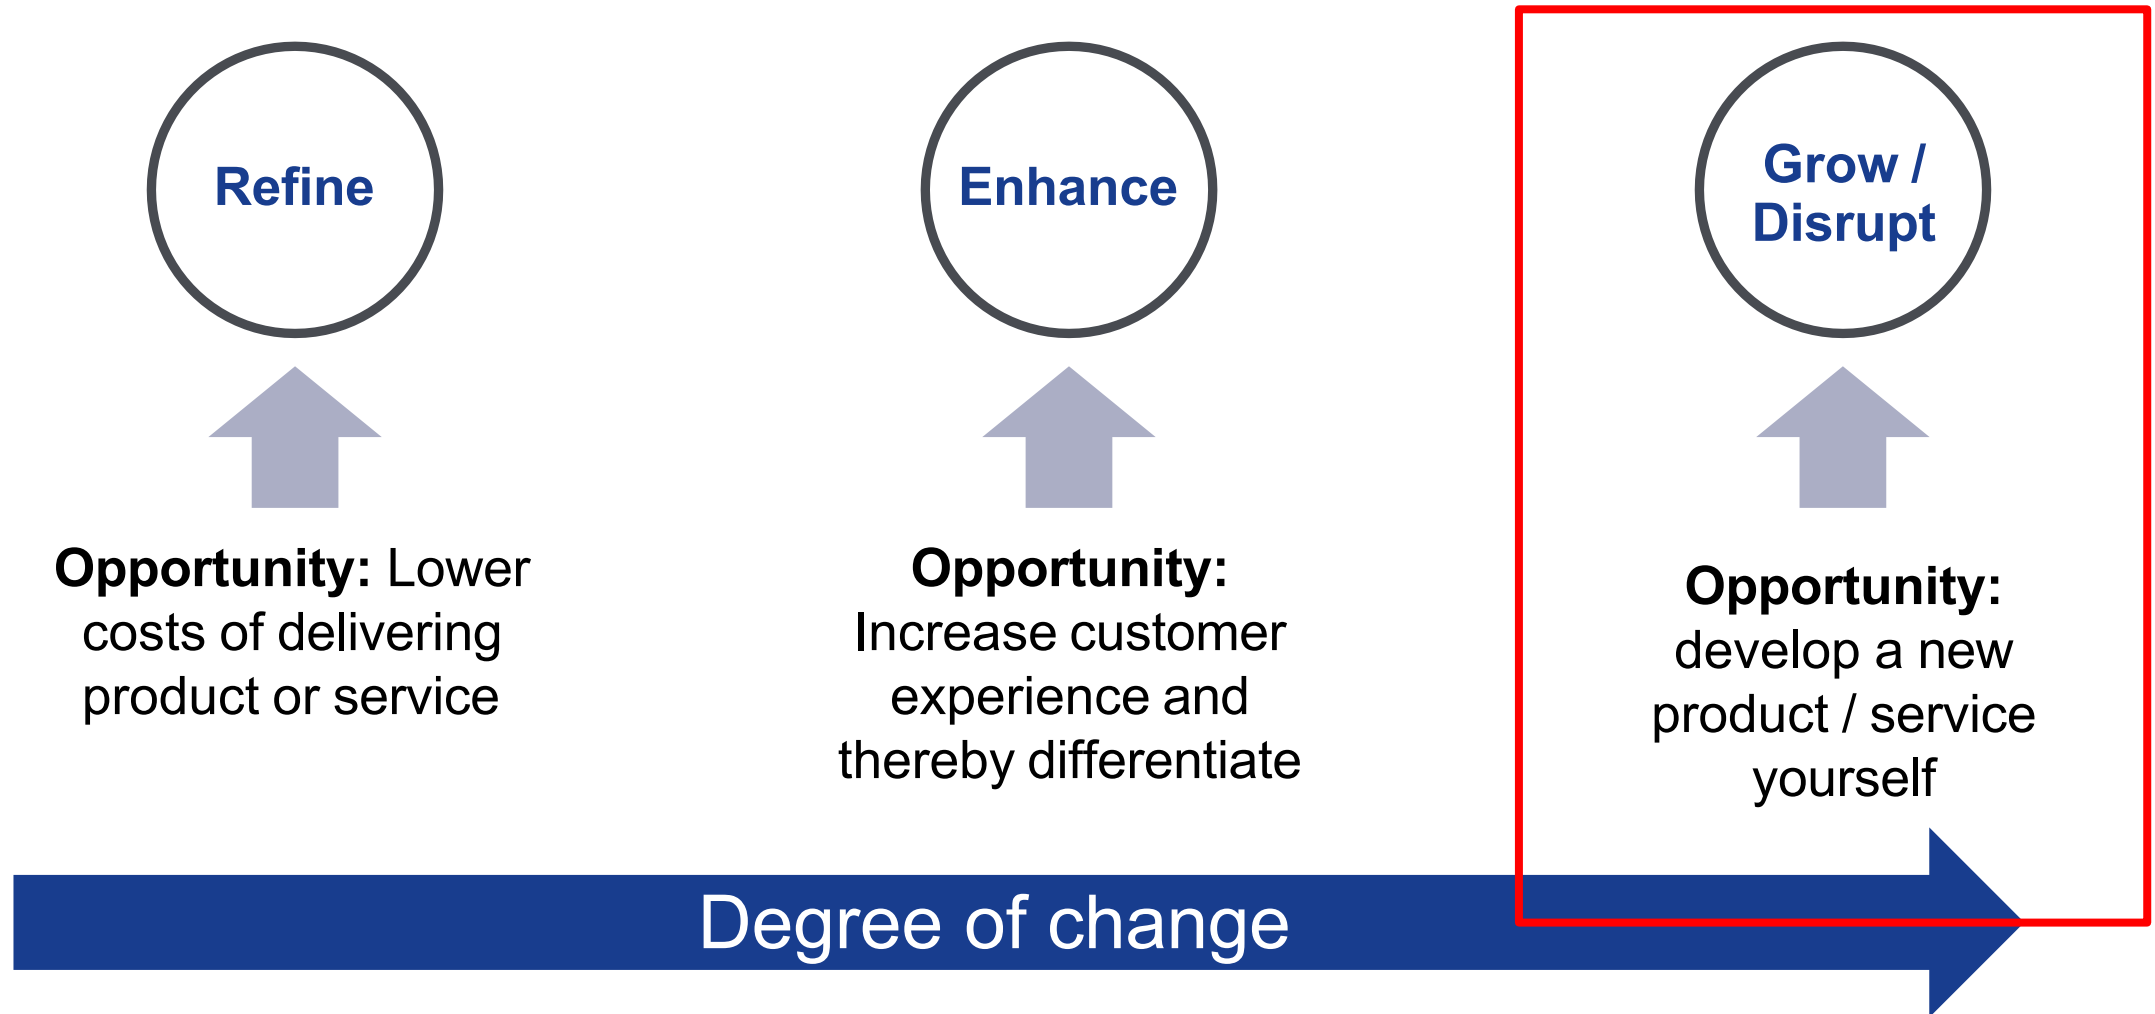 Refine
Enhance
Grow /
Disrupt
Opportunity: Lower
costs of delivering
product or service
Opportunity:
Increase customer
experience and
thereby differentiate
Opportunity:
develop a new
product / service
yourself
Degree of change